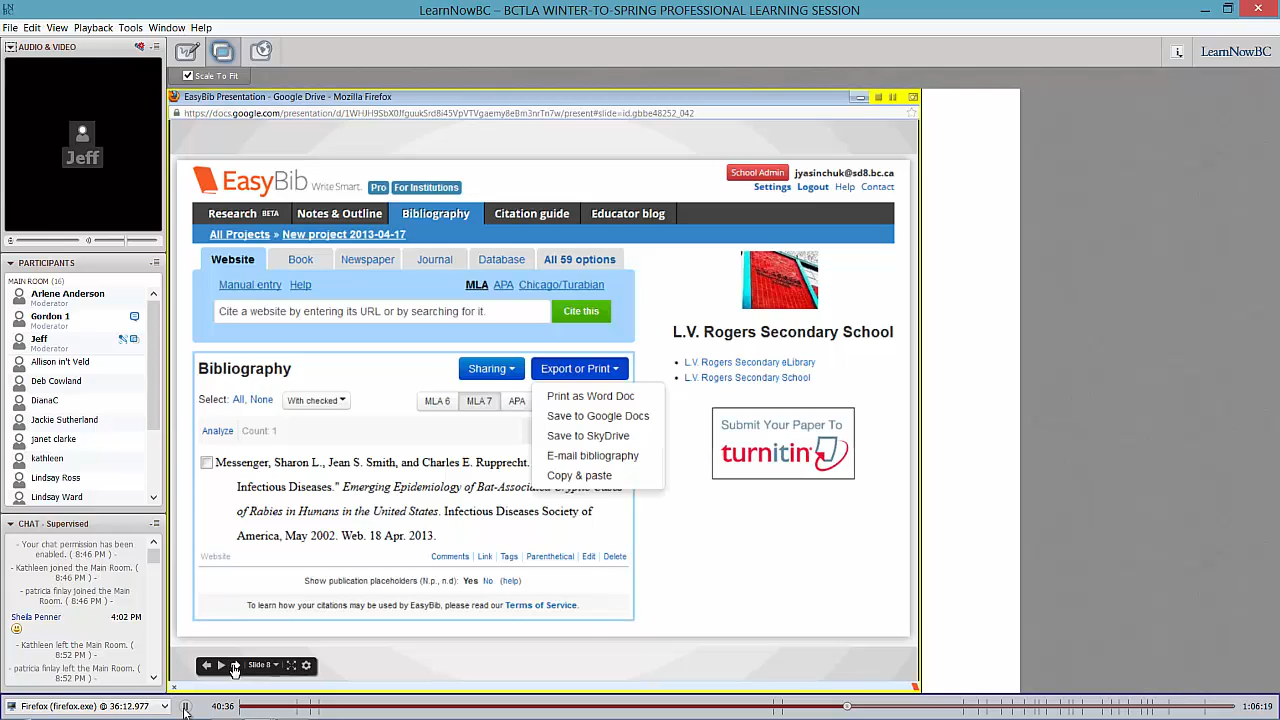 LN BC
LearnNowBC – BCTLA WINTER-TO-SPRING PROFESSIONAL LEARNING SESSION
File Edit View Playback Tools Window Help
AUDIO & VIDEO
Scale To Fit
LearnNowBC
Jeff
PARTICIPANTS
MAIN ROOM (16)
Arlene Anderson
Moderator
Gordon 1
Moderator
Jeff
Moderator
Allison in't Veld
Deb Cowland
DianaC
Jackie Sutherland
janet clarke
kathleen
Lindsay Ross
Lindsay Ward
CHAT - Supervised
- Your chat permission has been
enabled. ( 8:46 PM ) -
- Kathleen joined the Main Room.
( 8:46 PM ) -
- patricia finlay joined the Main
Room. ( 8:46 PM ) -
Sheila Penner 4:02 PM
- Kathleen left the Main Room. (
8:52 PM ) -
- patricia finlay left the Main Room. (
8:52 PM ) -
EasyBib Presentation - Google Drive - Mozilla Firefox
EasyBib Write Smart. Pro For Institutions
School Admin jyasinchuk@sd8.bc.ca
Settings Logout Help Contact
Research BETA Notes & Outline Bibliography Citation guide Educator blog
All Projects » New project 2013-04-17
Website Book Newspaper Journal Database All 59 options
Manual entry Help MLA APA Chicago/Turabian
Cite a website by entering its URL or by searching for it. Cite this
Bibliography Sharing Export or Print
Select: All, None With checked MLA 6 MLA 7 APA
Print as Word Doc
Save to Google Docs
Save to SkyDrive
E-mail bibliography
Copy & paste
Analyze Count: 1
Messenger, Sharon L., Jean S. Smith, and Charles E. Rupprecht.
Infectious Diseases." Emerging Epidemiology of Bat-Associated Cryptic Cases
of Rabies in Humans in the United States. Infectious Diseases Society of
America, May 2002. Web. 18 Apr. 2013.
Website Comments Link Tags Parenthetical Edit Delete
Show publication placeholders (N.p., n.d): Yes No (help)
To learn how your citations may be used by EasyBib, please read our Terms of Service.
L.V. Rogers Secondary School
L.V. Rogers Secondary eLibrary
L.V. Rogers Secondary School
Submit Your Paper To
turnitin
Slide 8
Firefox (firefox.exe) @ 36:12.977 40:36 1:06:19